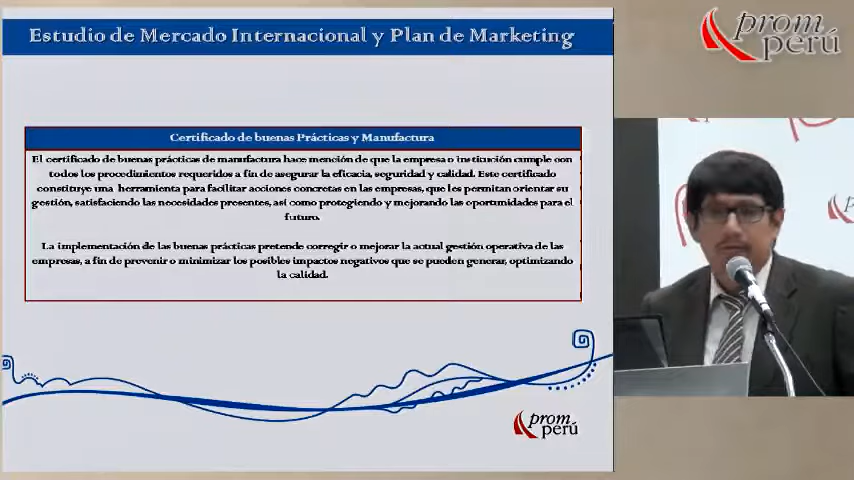 Estudio de Mercado Internacional y Plan de Marketing
prom
perú
Certificado de buenas Prácticas y Manufactura
El certificado de buenas prácticas de manufactura hace mención de que la empresa o institución cumple con
todos los procedimientos requeridos a fin de asegurar la eficacia, seguridad y calidad. Este certificado
constituye una herramienta para facilitar acciones concretas en las empresas, que les permitan orientar su
gestión, satisfaciendo las necesidades presentes, así como protegiendo y mejorando las oportunidades para el
futuro.
La implementación de las buenas prácticas pretende corregir o mejorar la actual gestión operativa de las
empresas, a fin de prevenir o minimizar los posibles impactos negativos que se pueden generar, optimizando
la calidad.
prom
perú